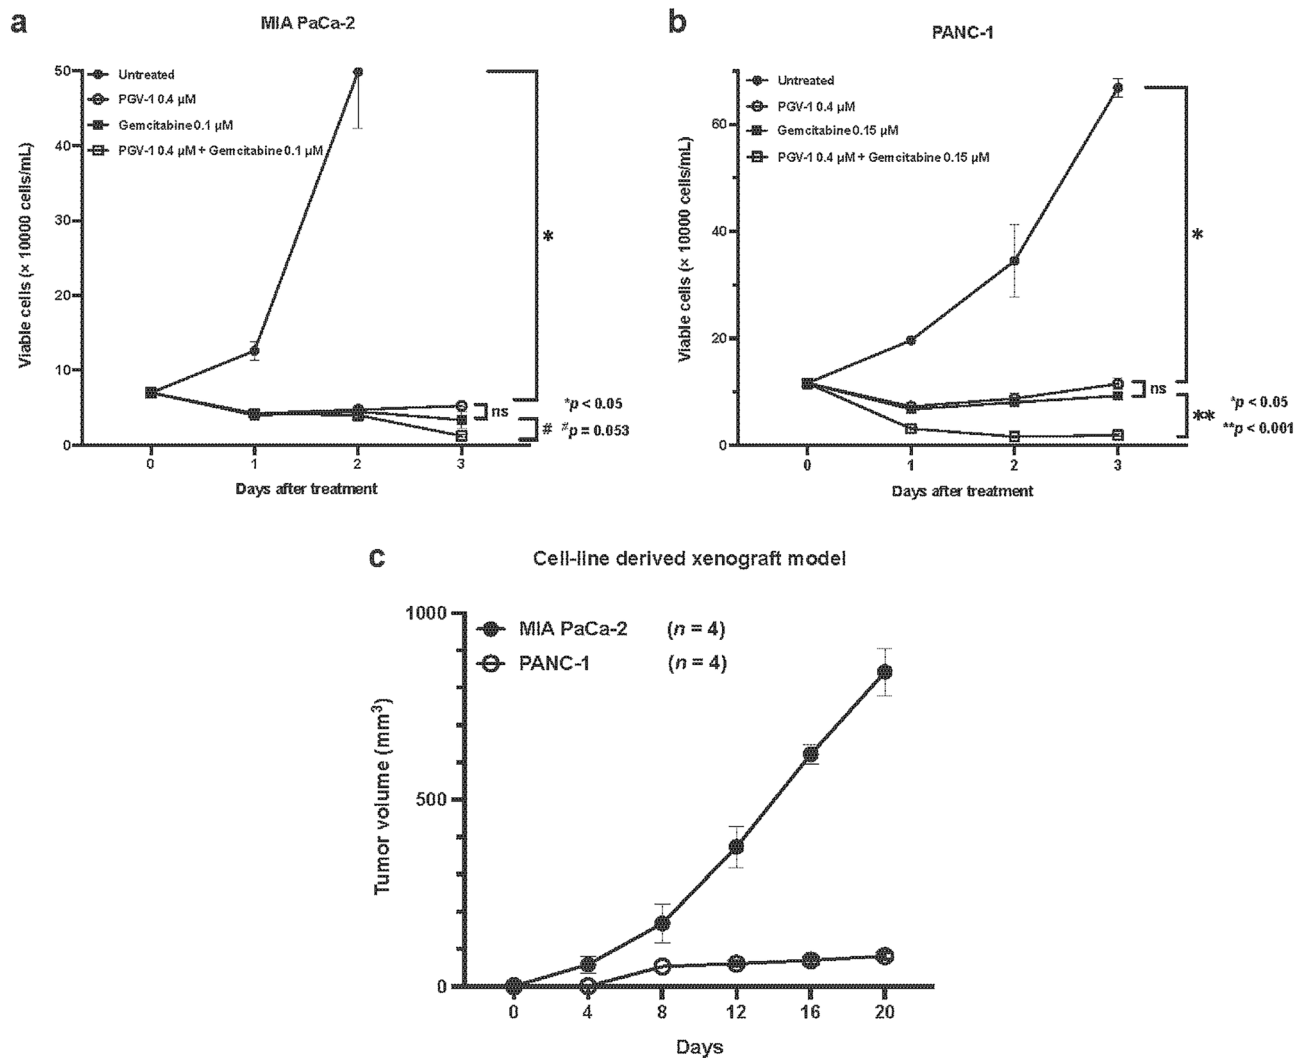 a
MIA PaCa-2
Viable cells (× 10000 cells/mL)
50
40
30
20
10
0
Untreated
PGV-1 0.4 µM
Gemcitabine 0.1 µM
PGV-1 0.4 µM + Gemcitabine 0.1 µM
*
ns
*p < 0.05
# #p = 0.053
0 1 2 3
Days after treatment
b
PANC-1
Viable cells (× 10000 cells/mL)
60
40
20
0
Untreated
PGV-1 0.4 µM
Gemcitabine 0.15 µM
PGV-1 0.4 µM + Gemcitabine 0.15 µM
*
ns
*p < 0.05
**
**p < 0.001
0 1 2 3
Days after treatment
c
Cell-line derived xenograft model
Tumor volume (mm³)
1000
500
0
MIA PaCa-2 (n = 4)
PANC-1 (n = 4)
0 4 8 12 16 20
Days